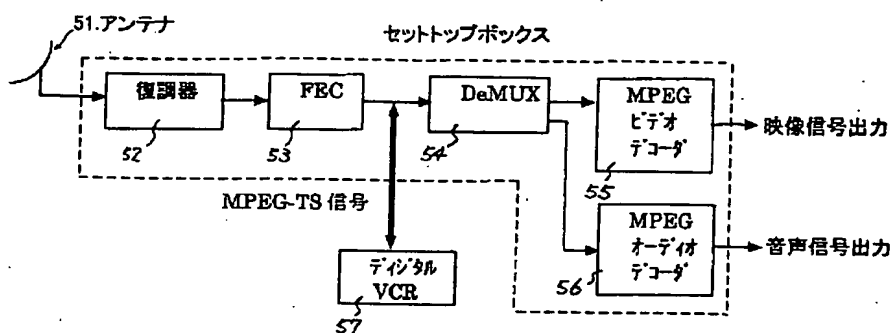 51.アンテナ
セットトップボックス
復調器
52
FEC
53
DeMUX
54
MPEG
ビデオ
デコーダ
55
映像信号出力
MPEG-TS 信号
ディジタル
VCR
57
MPEG
オーディオ
デコーダ
56
音声信号出力